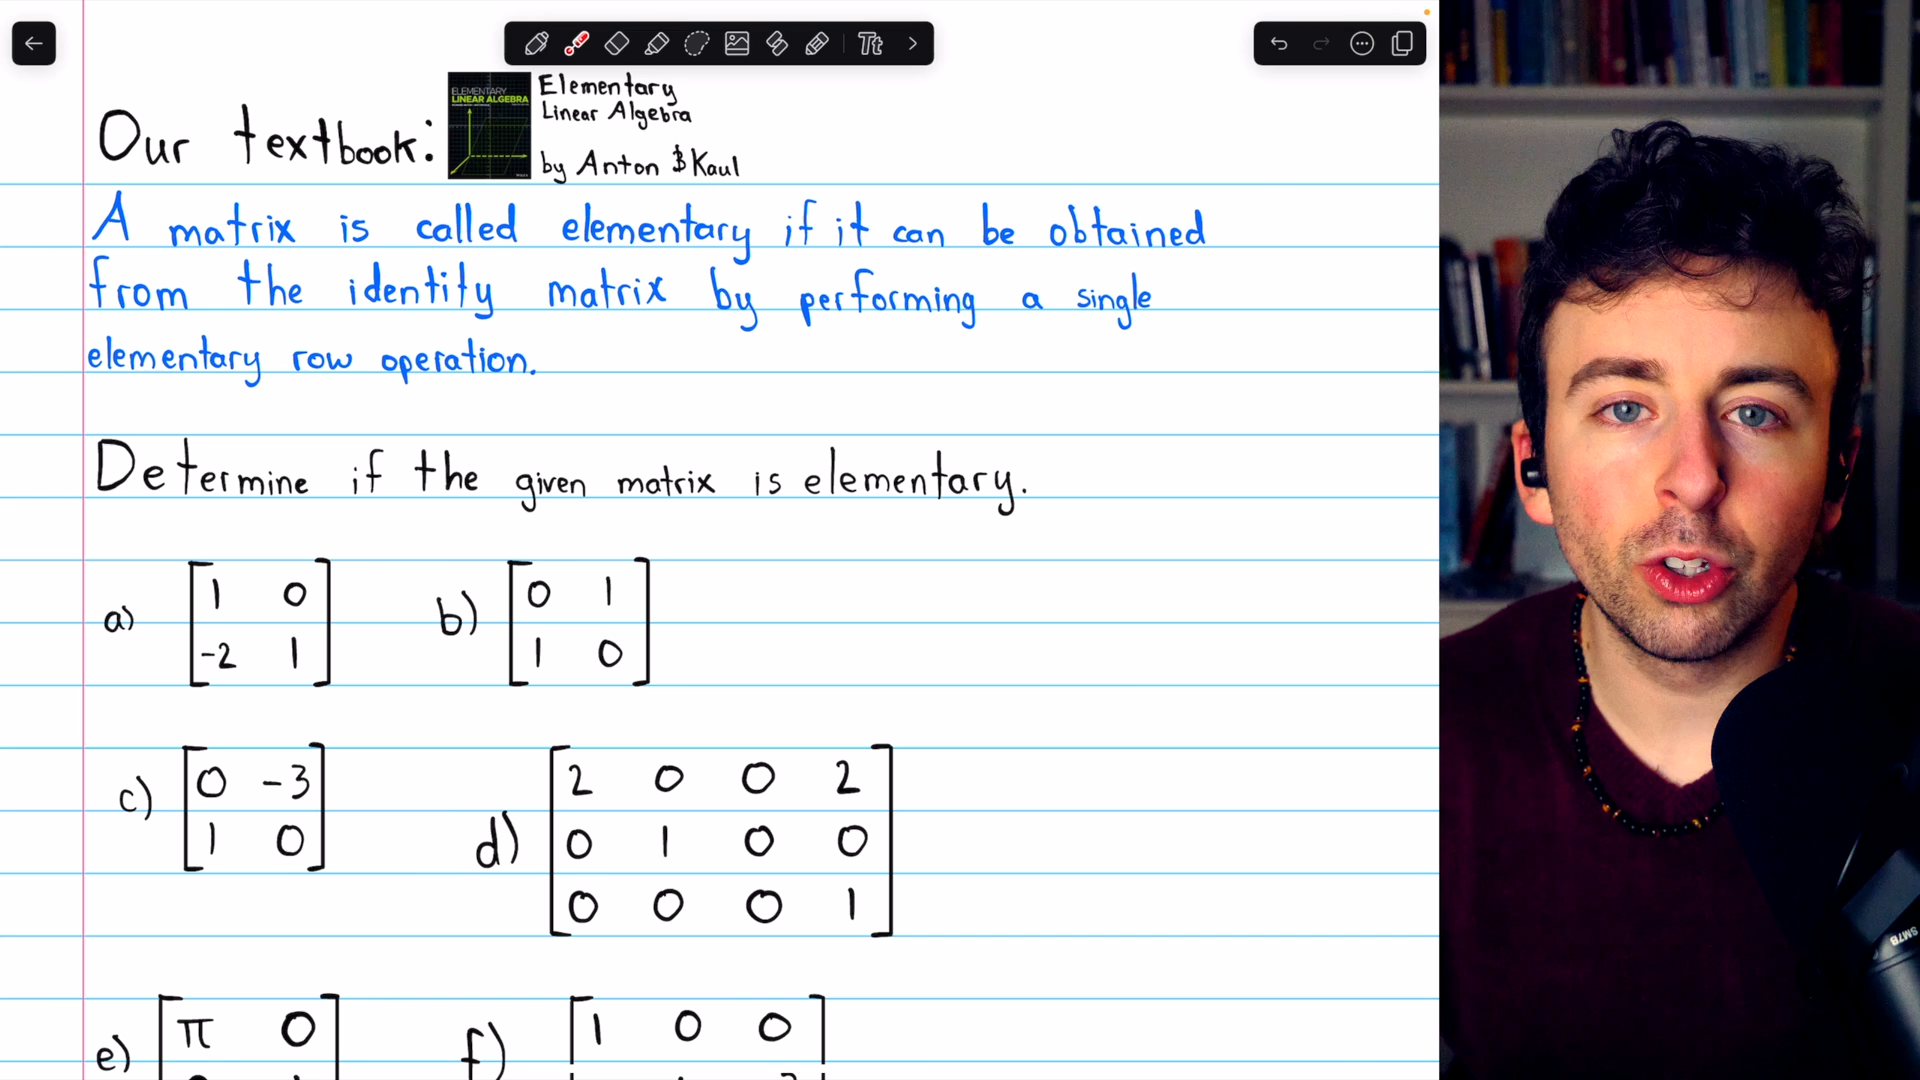 Our textbook:
ELEMENTARY
LINEAR ALGEBRA
Elementary
Linear Algebra
by Anton & Kaul
A matrix is called elementary if it can be obtained
from the identity matrix by performing a single
elementary row operation.
Determine if the given matrix is elementary.
a) [1 0
-2 1]
b) [0 1
1 0]
c) [0 -3
1 0]
d) [2 0 0 2
0 1 0 0
0 0 0 1]
e) [π 0
f) [1 0 0
Tt
SM7B